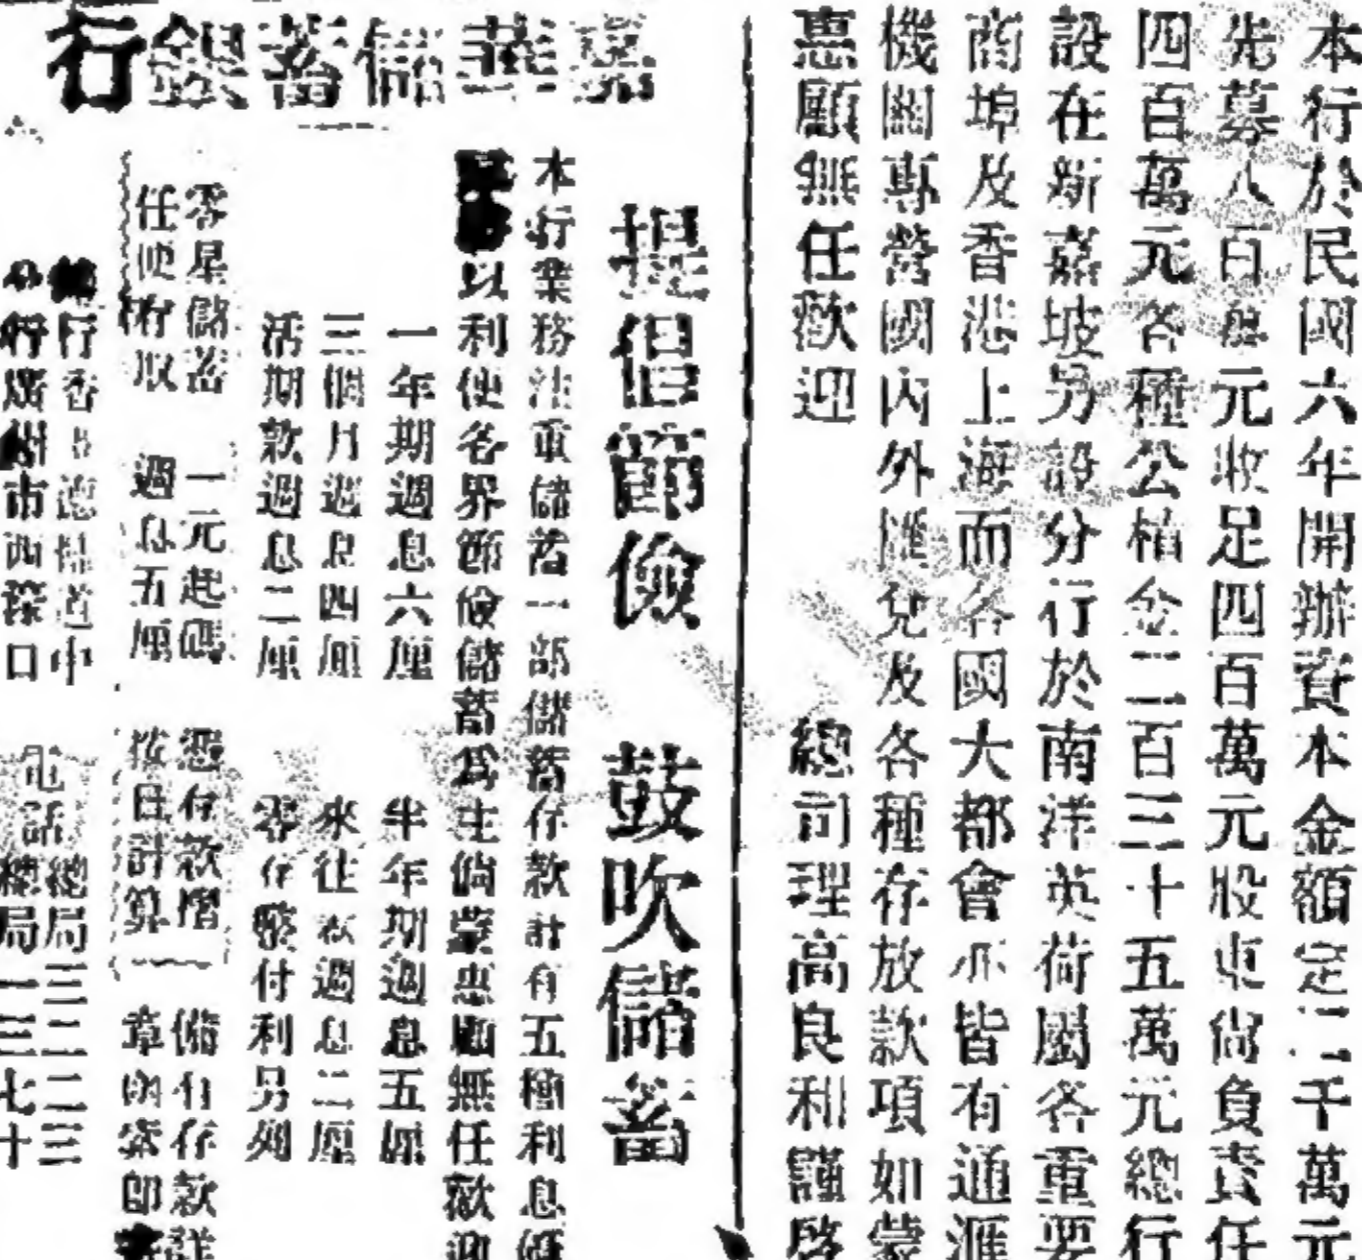 本行於民國六年開辦資本金額定二千萬元
先募八百萬元收足四百萬元股東尚負責任
四百萬元各種公積金二百三十五萬元總行
設在新嘉坡另設分行於南洋英荷屬各重要
商埠及香港上海而各國大都會亦皆有通滙
機關專營國內外匯兌及各種存放款項如蒙
惠顧無任歡迎
總司理高良利謹啓
提倡節儉 鼓吹儲蓄
本行業務注重儲蓄一部儲蓄存款計有五種利息
以利便各界節儉儲蓄為生倘蒙惠顧無任歡迎
一年期週息六厘 半年期週息五厘
三個月週息四厘 來往 週息二厘
活期款週息二厘 零存整付利另列
零星儲蓄 一元起碼 存款摺 備有存款詳
任便存取 週息五厘 按日計算 章函索即寄
行香 德輔道中
行廣州市西濠口
電話總局三二二三三
總局一三七十
嘉華儲蓄銀行